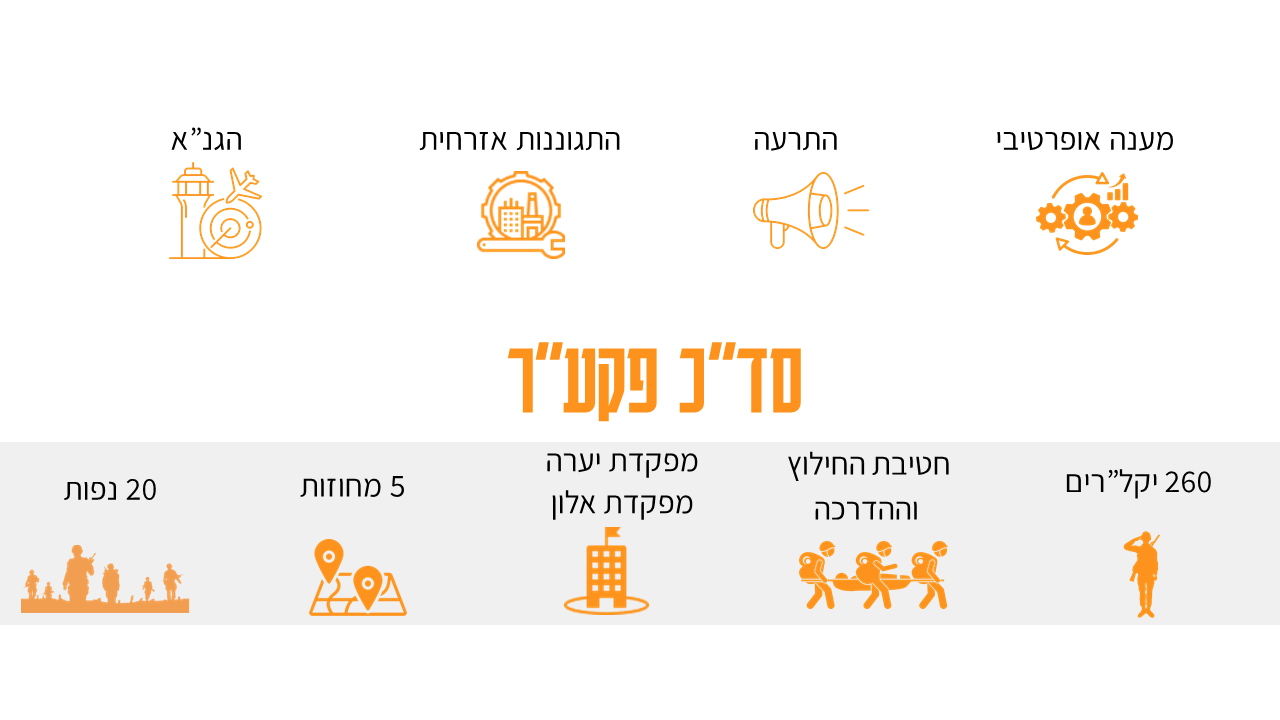 מענה אופרטיבי
התרעה
התגוננות אזרחית
הגנ"א
סד"כ פקע"ר
260 יקל"רים
חטיבת החילוץ
וההדרכה
מפקדת יערה
מפקדת אלון
5 מחוזות
20 נפות